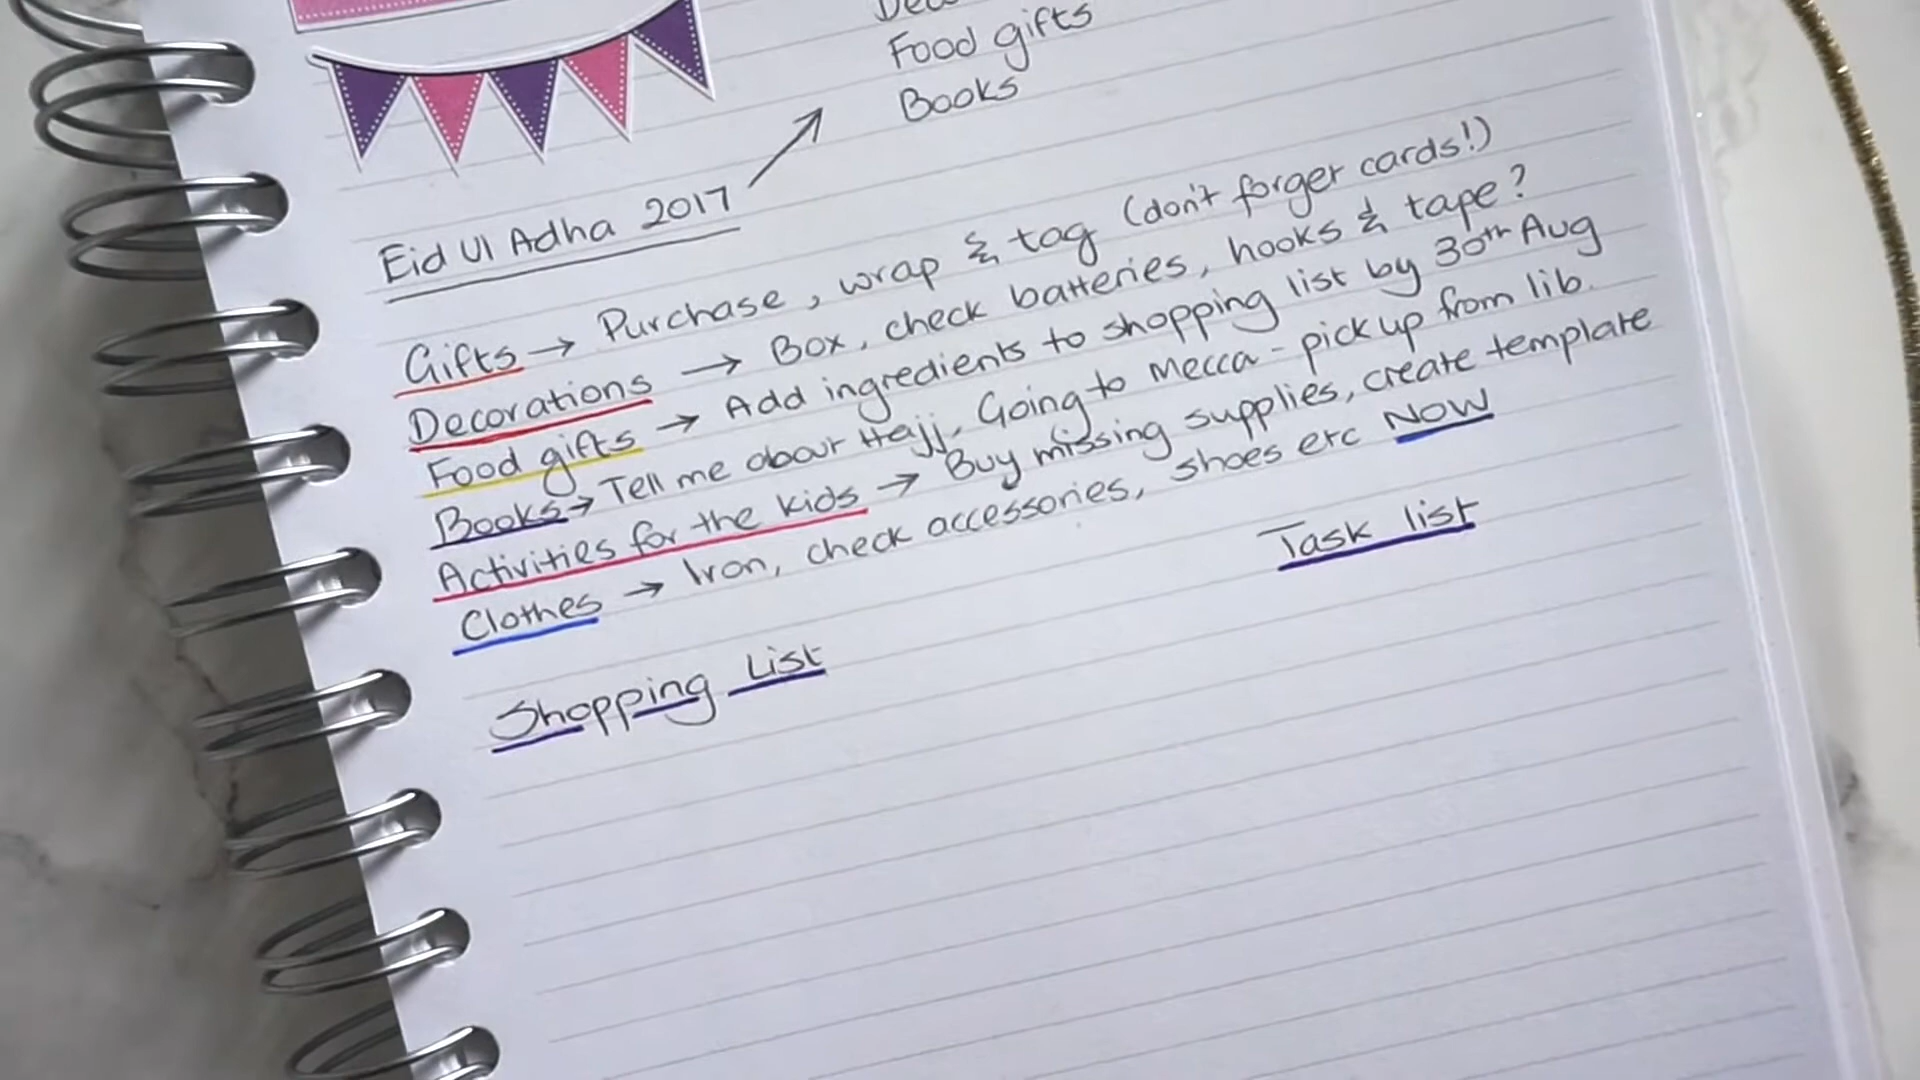 Food gifts
Books
Eid Ul Adha 2017
Gifts → Purchase, wrap & tag (don't forger cards!)
Decorations → Box, check batteries, hooks & tape?
Food gifts → Add ingredients to shopping list by 30th Aug
Books → Tell me about Hajj, Going to Mecca - pick up from lib.
Activities for the kids → Buy missing supplies, create template
Clothes → Iron, check accessories, shoes etc NOW
Task list
Shopping List